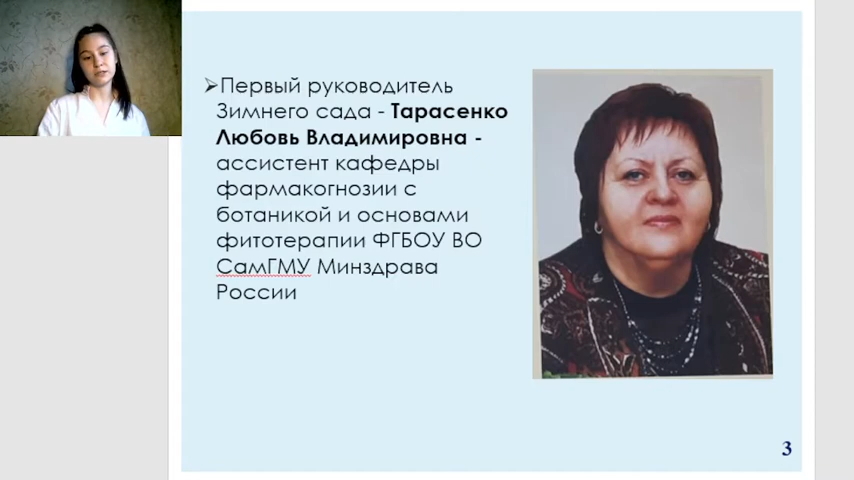 ➢Первый руководитель
Зимнего сада - Тарасенко
Любовь Владимировна -
ассистент кафедры
фармакогнозии с
ботаникой и основами
фитотерапии ФГБОУ ВО
СамГМУ Минздрава
России
3